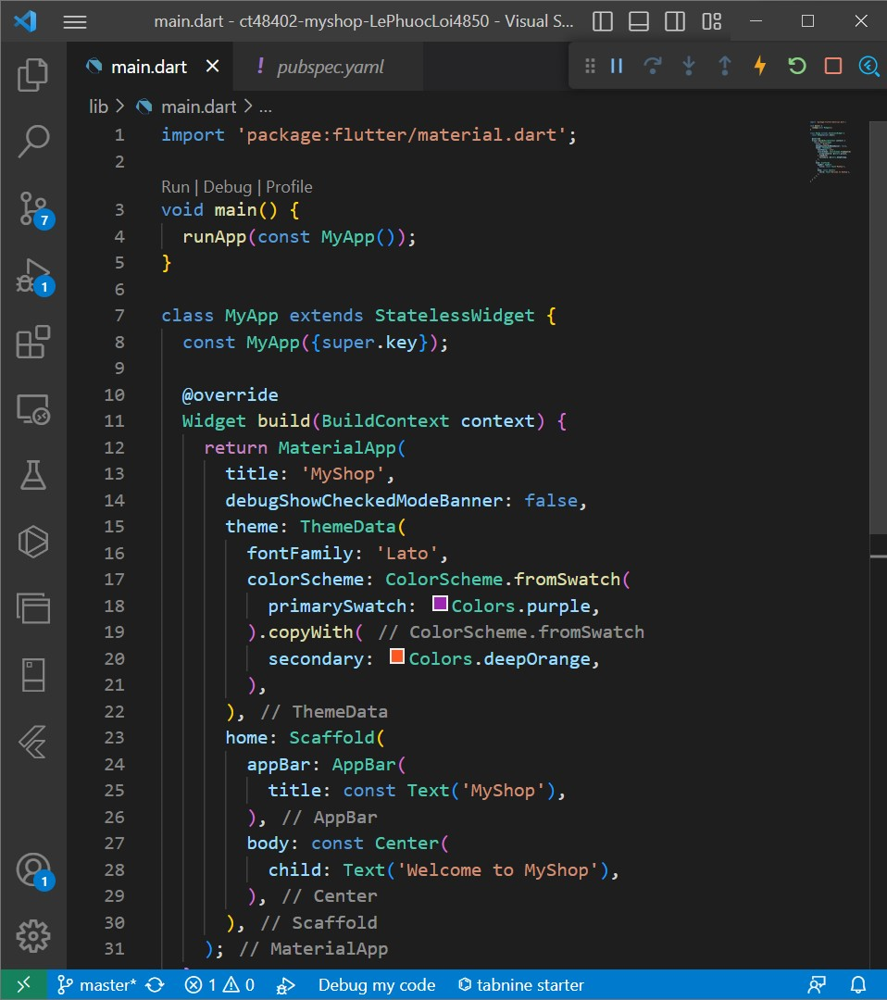 main.dart - ct48402-myshop-LePhuocLoi4850 - Visual S...
main.dart
! pubspec.yaml
lib > main.dart > ...
1 import 'package:flutter/material.dart';
2
Run | Debug | Profile
3 void main() {
4 runApp(const MyApp());
5 }
6
7 class MyApp extends StatelessWidget {
8 const MyApp({super.key});
9
10 @override
11 Widget build(BuildContext context) {
12 return MaterialApp(
13 title: 'MyShop',
14 debugShowCheckedModeBanner: false,
15 theme: ThemeData(
16 fontFamily: 'Lato',
17 colorScheme: ColorScheme.fromSwatch(
18 primarySwatch: Colors.purple,
19 ).copyWith( // ColorScheme.fromSwatch
20 secondary: Colors.deepOrange,
21 ),
22 ), // ThemeData
23 home: Scaffold(
24 appBar: AppBar(
25 title: const Text('MyShop'),
26 ), // AppBar
27 body: const Center(
28 child: Text('Welcome to MyShop'),
29 ), // Center
30 ), // Scaffold
31 ); // MaterialApp
7
1
1
master* 1 0 Debug my code tabnine starter